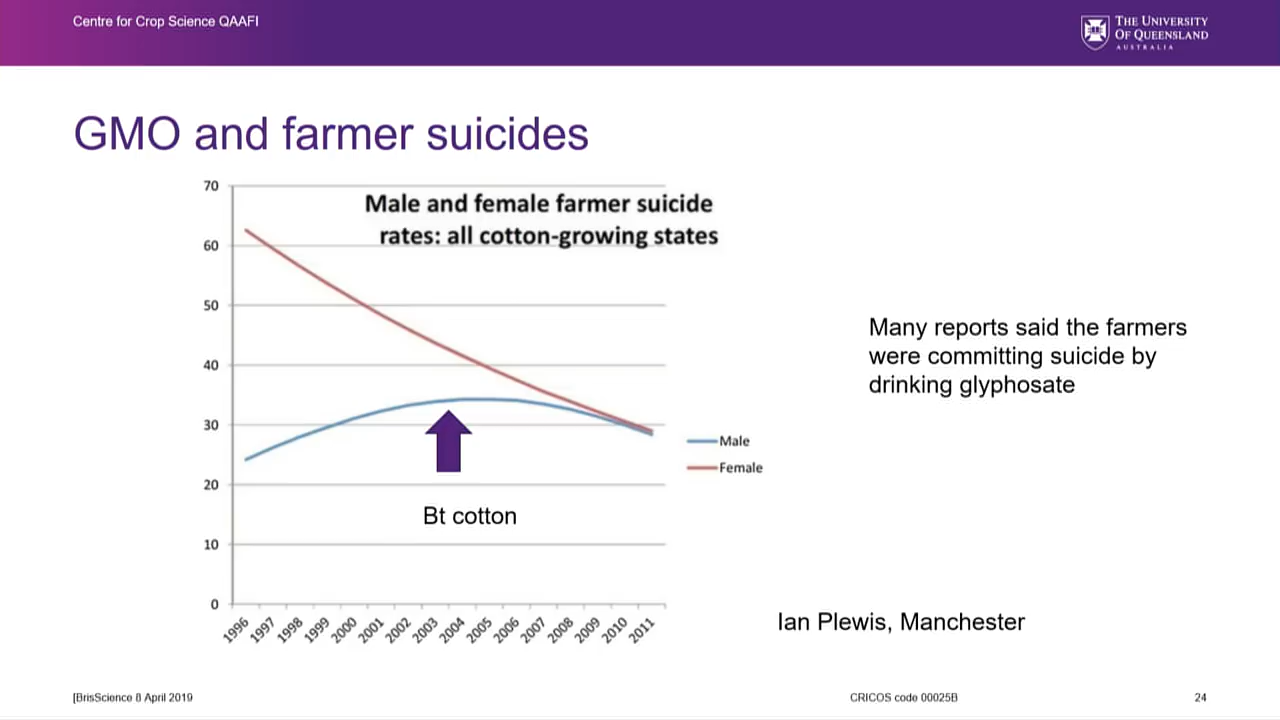 Centre for Crop Science QAAFI
THE UNIVERSITY
OF QUEENSLAND
AUSTRALIA
GMO and farmer suicides
Male and female farmer suicide
rates: all cotton-growing states
70
60
50
40
30
20
10
0
1996
1997
1998
1999
2000
2001
2002
2003
2004
2005
2006
2007
2008
2009
2010
2011
Bt cotton
Male
Female
Many reports said the farmers
were committing suicide by
drinking glyphosate
Ian Plewis, Manchester
[BrisScience 8 April 2019
CRICOS code 00025B
24